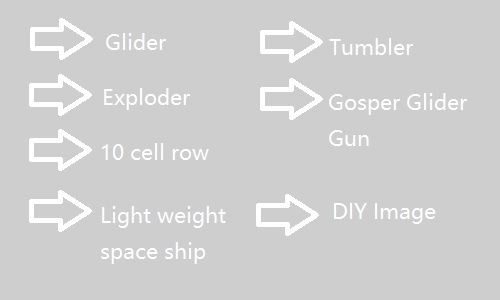 Glider
Exploder
10 cell row
Light weight
space ship
Tumbler
Gosper Glider
Gun
DIY Image